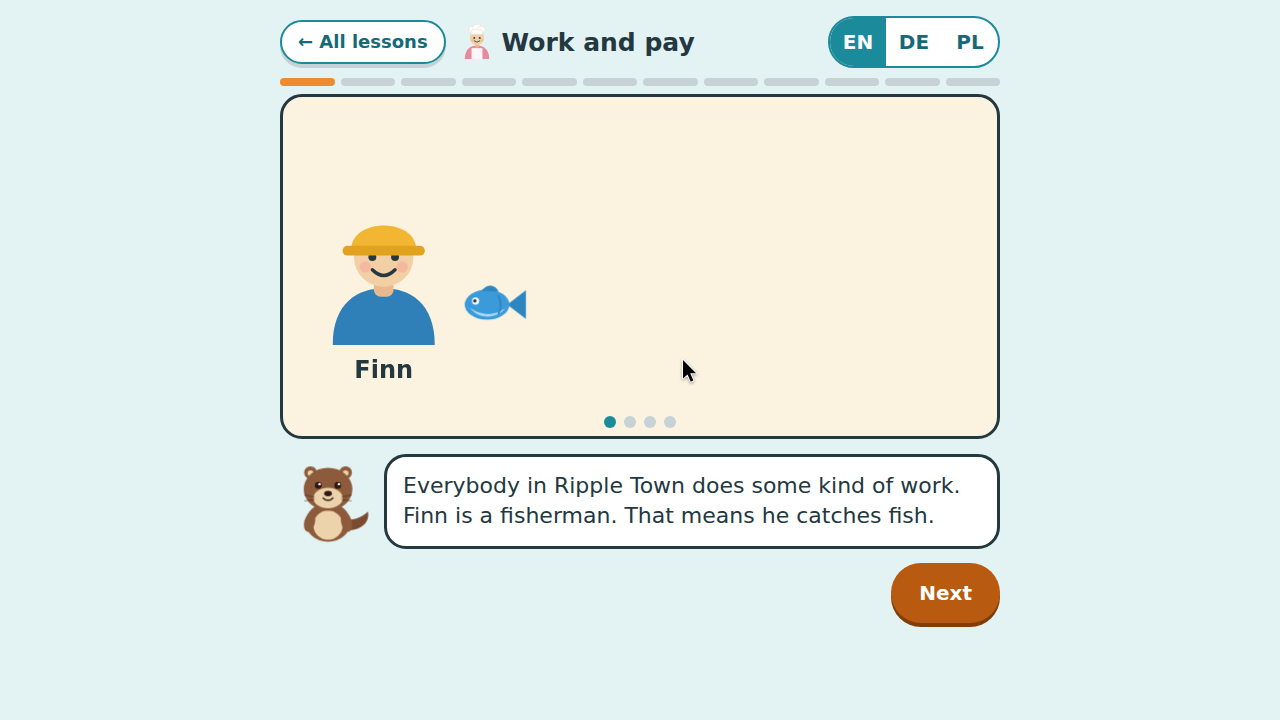 ← All lessons
Work and pay
EN DE PL
Finn
Everybody in Ripple Town does some kind of work.
Finn is a fisherman. That means he catches fish.
Next